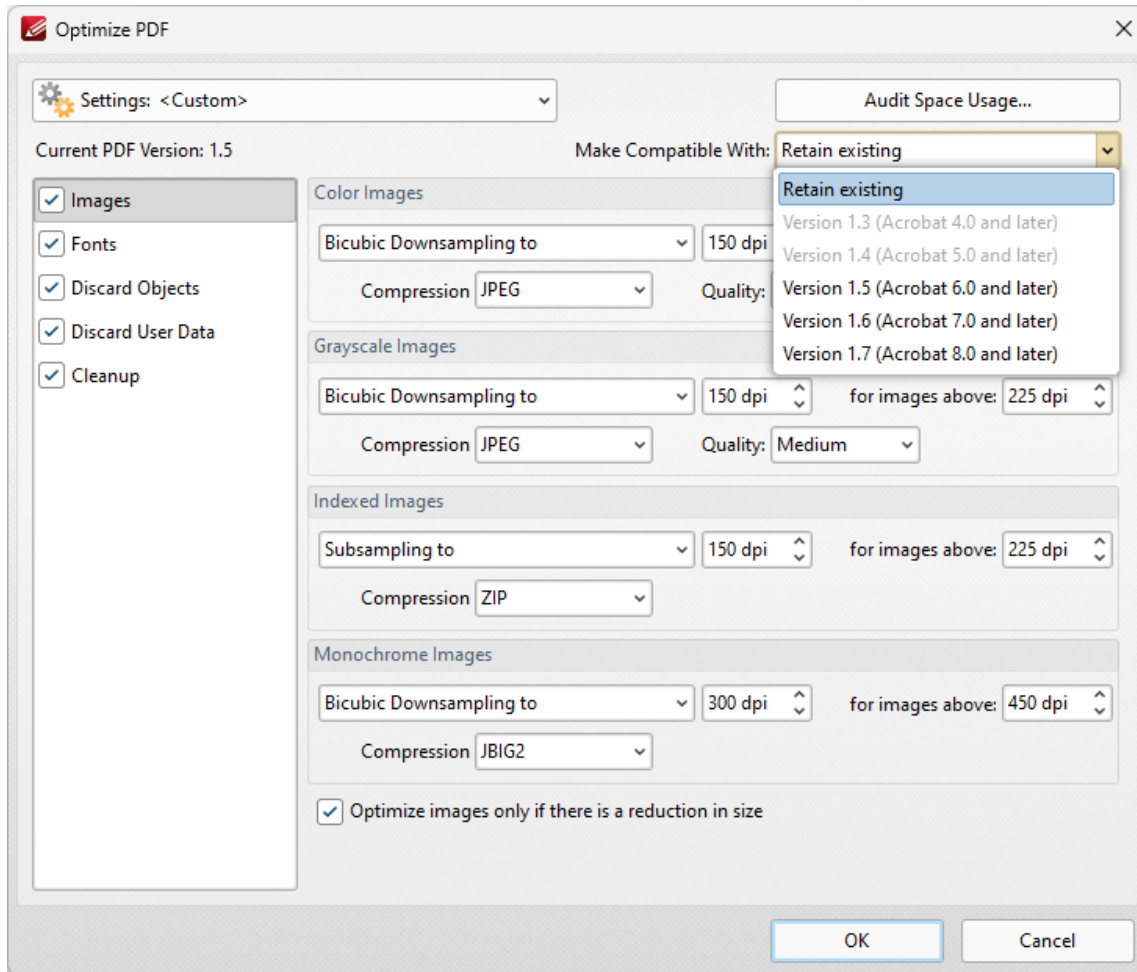 Optimize PDF
Settings: <Custom>
Audit Space Usage...
Current PDF Version: 1.5
Make Compatible With: Retain existing
Retain existing
Version 1.3 (Acrobat 4.0 and later)
Version 1.4 (Acrobat 5.0 and later)
Version 1.5 (Acrobat 6.0 and later)
Version 1.6 (Acrobat 7.0 and later)
Version 1.7 (Acrobat 8.0 and later)
Images
Fonts
Discard Objects
Discard User Data
Cleanup
Color Images
Bicubic Downsampling to 150 dpi
Compression JPEG Quality:
Grayscale Images
Bicubic Downsampling to 150 dpi for images above: 225 dpi
Compression JPEG Quality: Medium
Indexed Images
Subsampling to 150 dpi for images above: 225 dpi
Compression ZIP
Monochrome Images
Bicubic Downsampling to 300 dpi for images above: 450 dpi
Compression JBIG2
Optimize images only if there is a reduction in size
OK Cancel